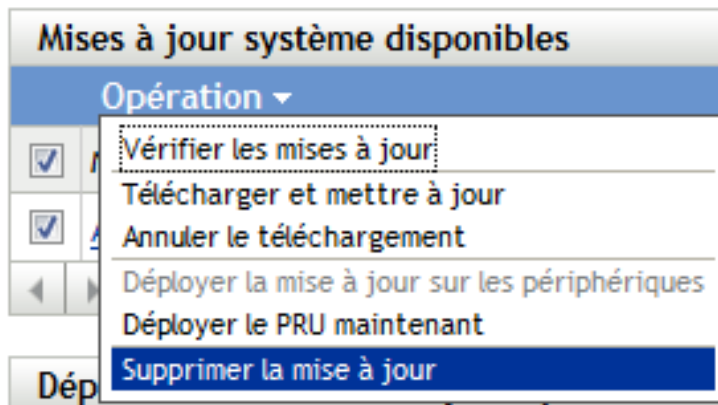 Mises à jour système disponibles
Opération
Vérifier les mises à jour
Télécharger et mettre à jour
Annuler le téléchargement
Déployer la mise à jour sur les périphériques
Déployer le PRU maintenant
Supprimer la mise à jour